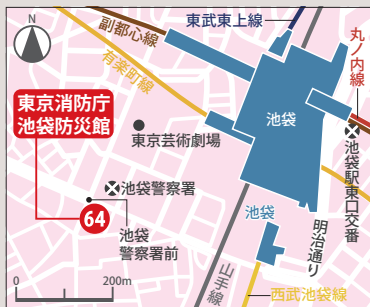 N
副都心線
東武東上線
有楽町線
丸ノ内線
東京消防庁
池袋防災館
池袋
東京芸術劇場
池袋駅東口交番
池袋警察署
64
池袋
池袋
警察署前
明治通り
山手線
西武池袋線
0
200m